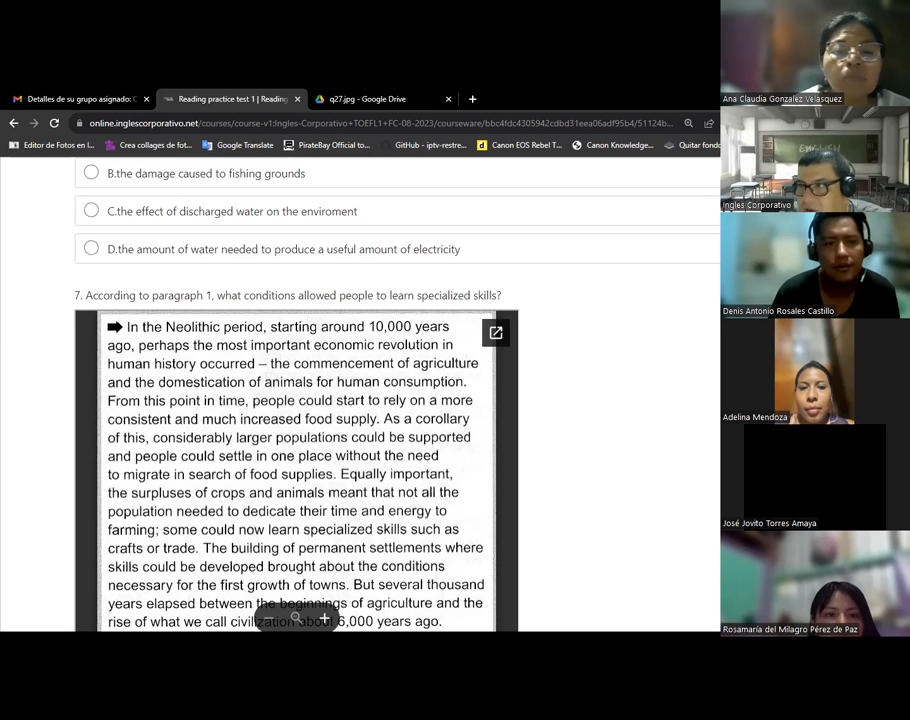 Detalles de su grupo asignado: C
Reading practice test 1 | Reading
q27.jpg - Google Drive
online.inglescorporativo.net/courses/course-v1:Ingles-Corporativo+TOEFL1+FC-08-2023/courseware/bbc4fdc4305942cdbd31eea06adf95b4/51124b...
Editor de Fotos en l...
Crea collages de fot...
Google Translate
PirateBay Official to...
GitHub - iptv-restre...
Canon EOS Rebel T...
Canon Knowledge...
Quitar fondo
B.the damage caused to fishing grounds
C.the effect of discharged water on the enviroment
D.the amount of water needed to produce a useful amount of electricity
7. According to paragraph 1, what conditions allowed people to learn specialized skills?
➡ In the Neolithic period, starting around 10,000 years
ago, perhaps the most important economic revolution in
human history occurred – the commencement of agriculture
and the domestication of animals for human consumption.
From this point in time, people could start to rely on a more
consistent and much increased food supply. As a corollary
of this, considerably larger populations could be supported
and people could settle in one place without the need
to migrate in search of food supplies. Equally important,
the surpluses of crops and animals meant that not all the
population needed to dedicate their time and energy to
farming; some could now learn specialized skills such as
crafts or trade. The building of permanent settlements where
skills could be developed brought about the conditions
necessary for the first growth of towns. But several thousand
years elapsed between the beginnings of agriculture and the
rise of what we call civilization about 6,000 years ago.
Ana Claudia Gonzalez Velasquez
ENGLISH
Ingles Corporativo
Denis Antonio Rosales Castillo
Adelina Mendoza
José Jovito Torres Amaya
Rosamaría del Milagro Pérez de Paz